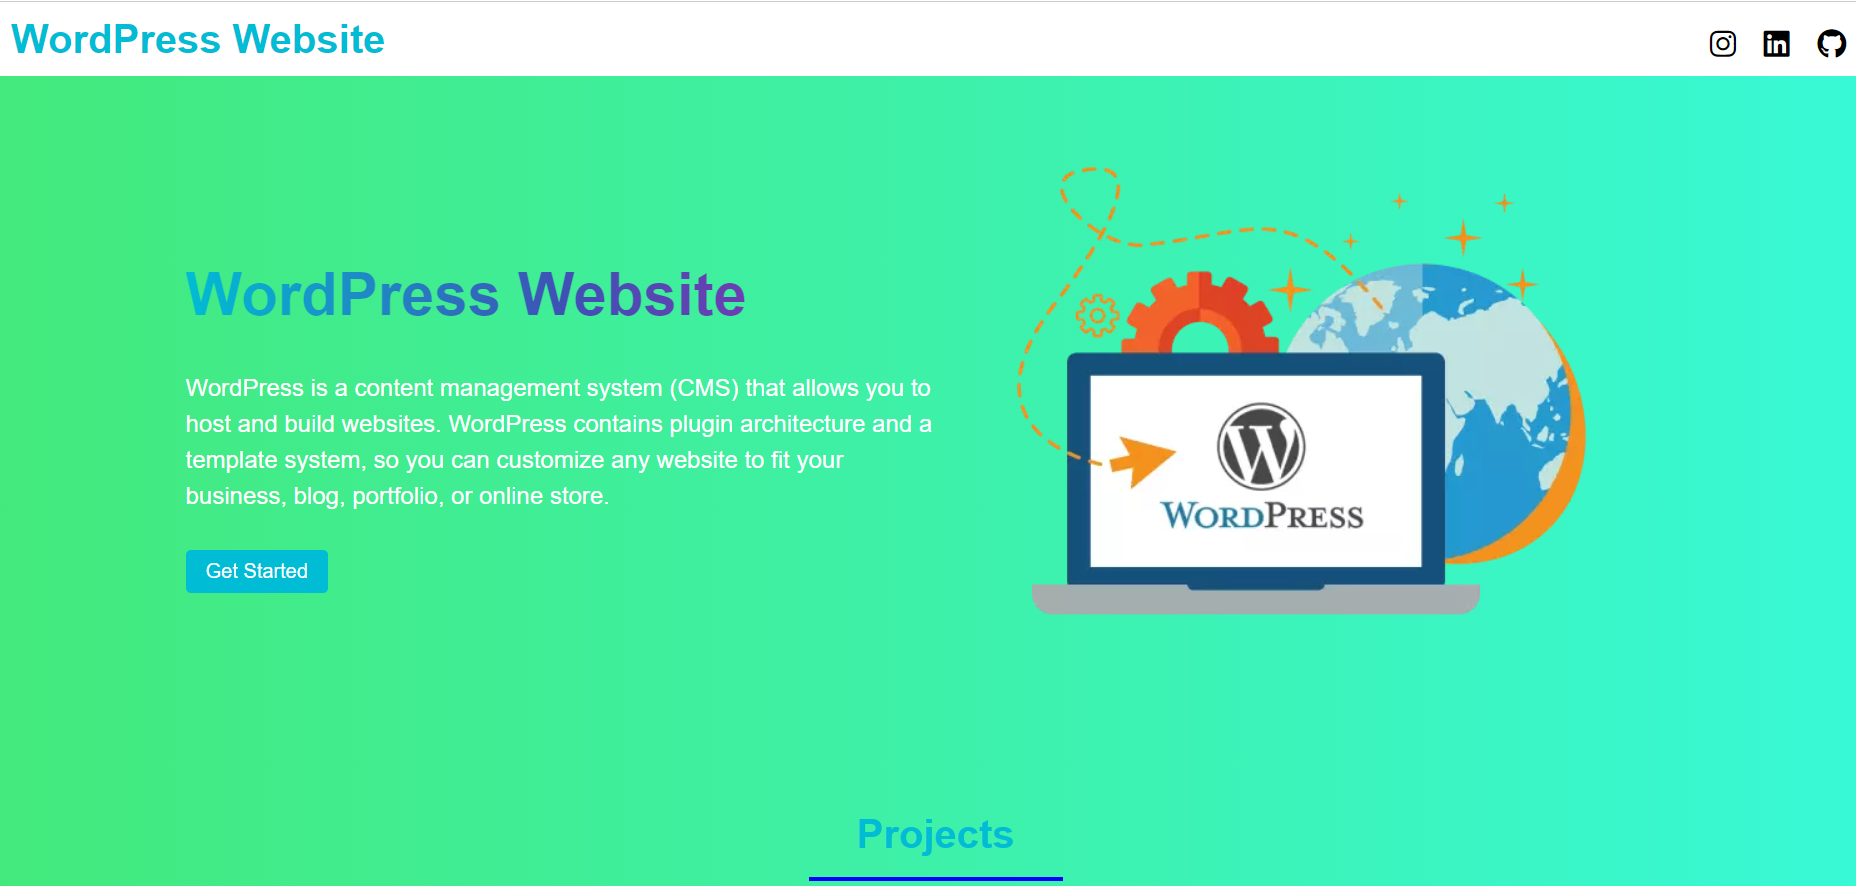 WordPress Website
WordPress Website
WordPress is a content management system (CMS) that allows you to
host and build websites. WordPress contains plugin architecture and a
template system, so you can customize any website to fit your
business, blog, portfolio, or online store.
Get Started
W
WORDPRESS
Projects